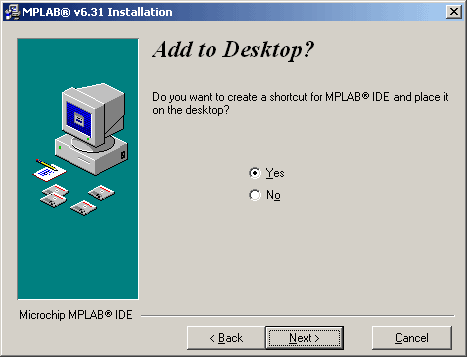 MPLAB® v6.31 Installation
Add to Desktop?
Do you want to create a shortcut for MPLAB® IDE and place it
on the desktop?
Yes
No
Microchip MPLAB® IDE
< Back
Next >
Cancel